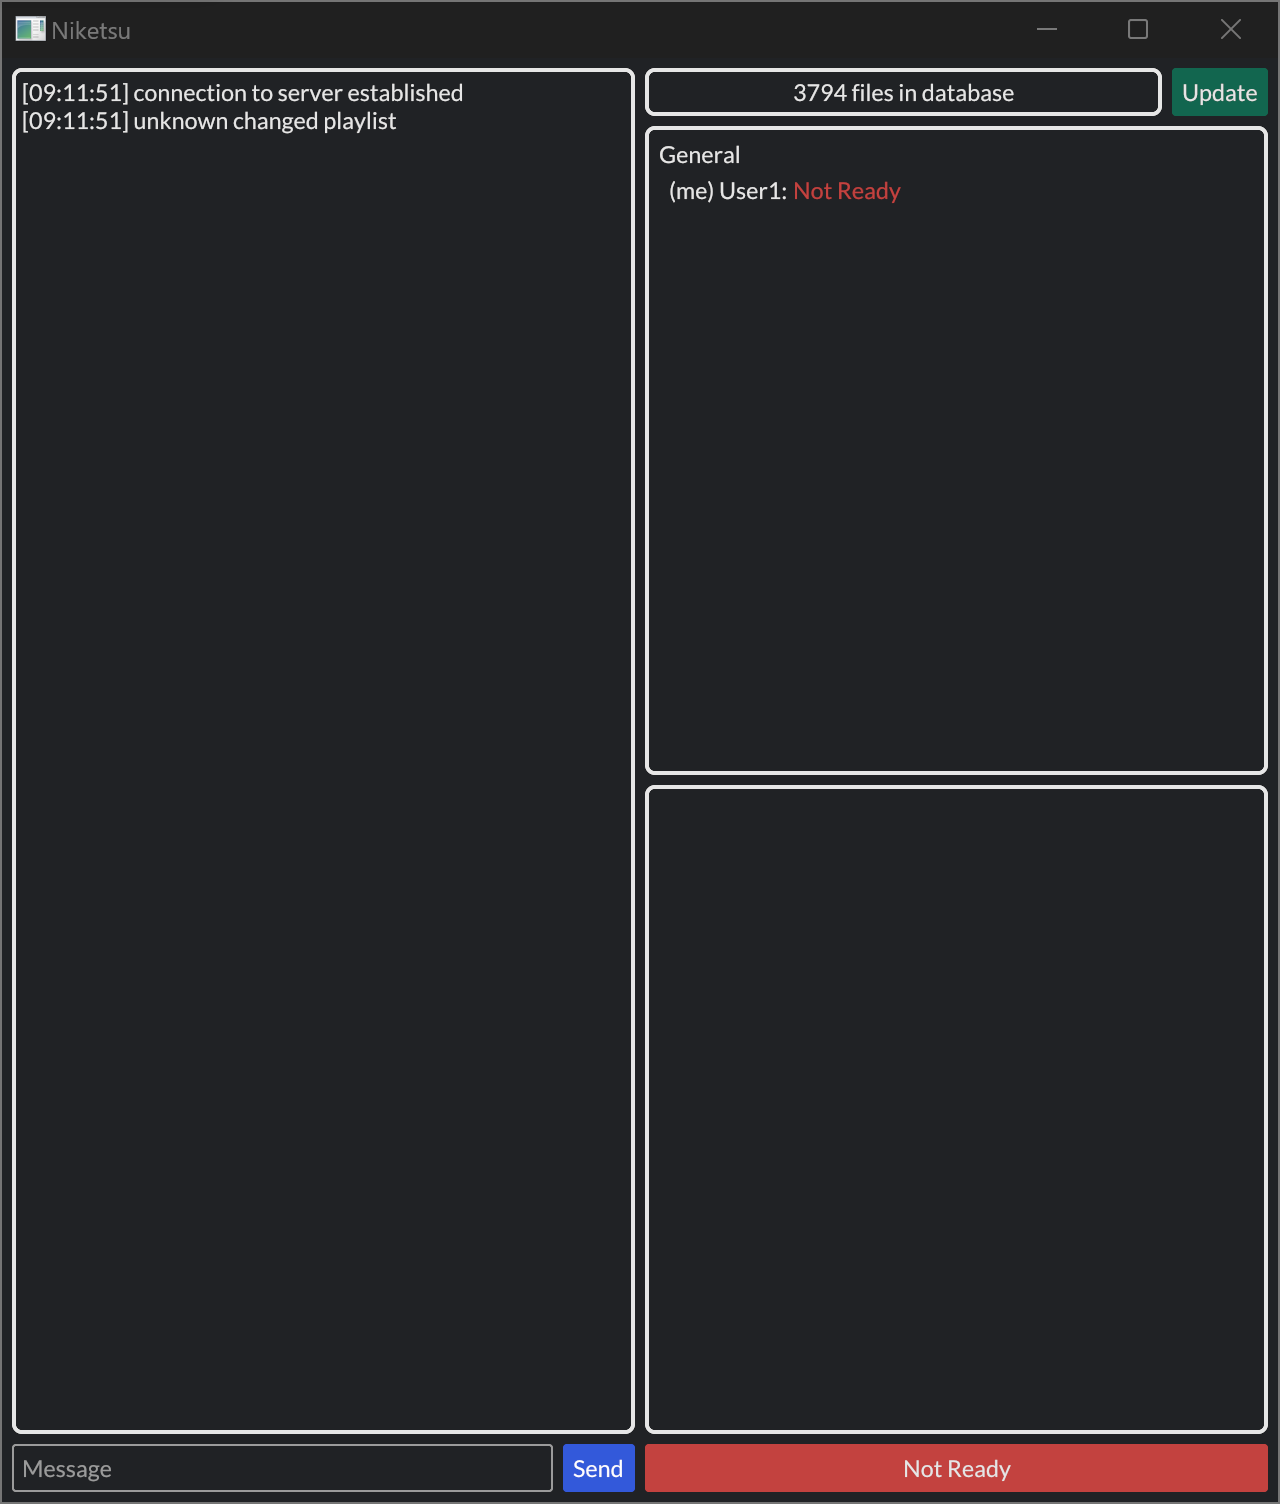 Niketsu
[09:11:51] connection to server established
[09:11:51] unknown changed playlist
3794 files in database
Update
General
(me) User1: Not Ready
Message
Send
Not Ready